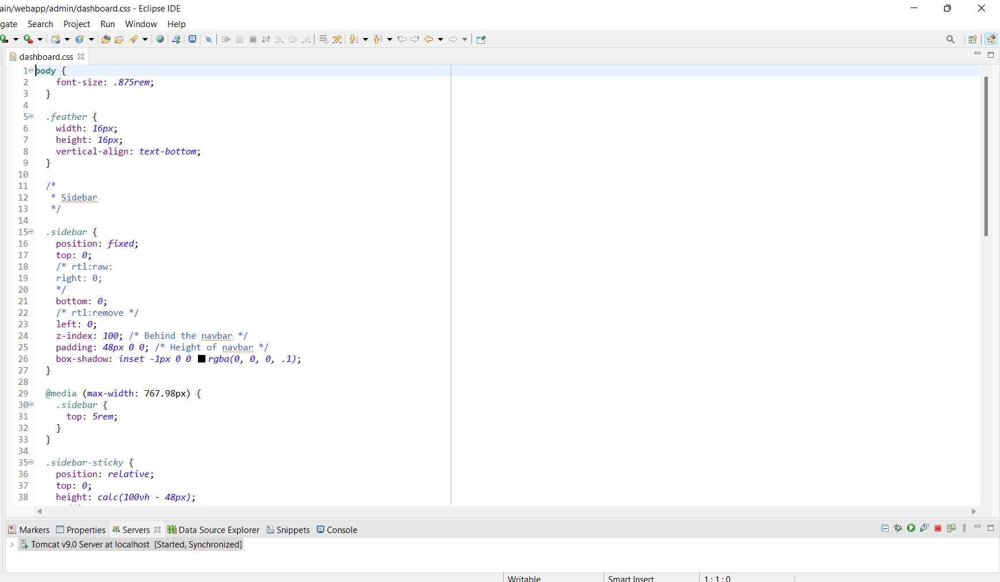 ain/webapp/admin/dashboard.css - Eclipse IDE
gate Search Project Run Window Help
dashboard.css
1 body {
2 font-size: .875rem;
3 }
4
5 .feather {
6 width: 16px;
7 height: 16px;
8 vertical-align: text-bottom;
9 }
10
11 /*
12 * Sidebar
13 */
14
15 .sidebar {
16 position: fixed;
17 top: 0;
18 /* rtl:raw:
19 right: 0;
20 */
21 bottom: 0;
22 /* rtl:remove */
23 left: 0;
24 z-index: 100; /* Behind the navbar */
25 padding: 48px 0 0; /* Height of navbar */
26 box-shadow: inset -1px 0 0 rgba(0, 0, 0, .1);
27 }
28
29 @media (max-width: 767.98px) {
30 .sidebar {
31 top: 5rem;
32 }
33 }
34
35 .sidebar-sticky {
36 position: relative;
37 top: 0;
38 height: calc(100vh - 48px);
Markers Properties Servers Data Source Explorer Snippets Console
Tomcat v9.0 Server at localhost [Started, Synchronized]
Writable Smart Insert 1 : 1 : 0